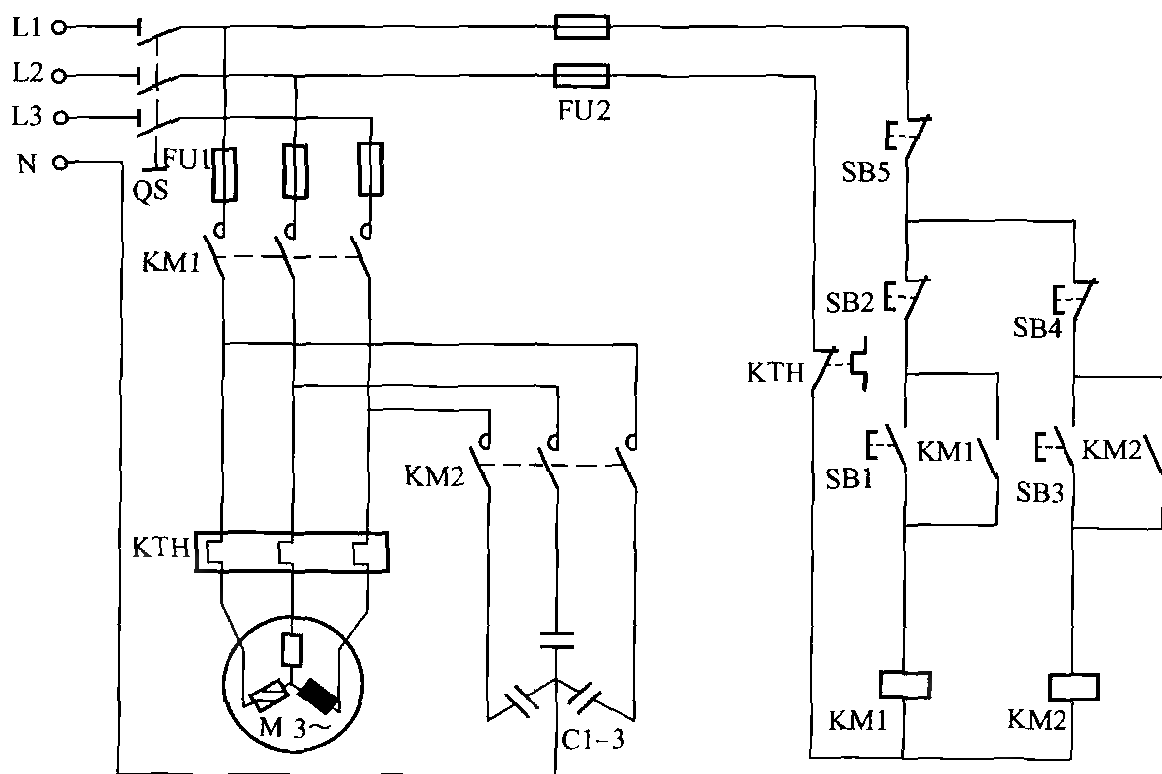 L1
L2
FU2
L3
N
FU1
QS
SB5
KM1
SB2
SB4
KTH
KM2
KM1
KM2
SB1
SB3
KTH
M 3~
C1-3
KM1
KM2